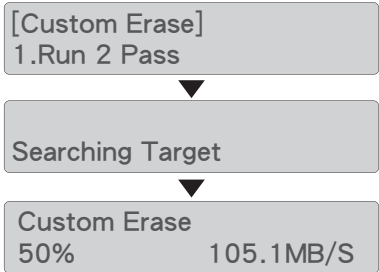 [Custom Erase]
1.Run 2 Pass
Searching Target
Custom Erase
50% 105.1MB/S